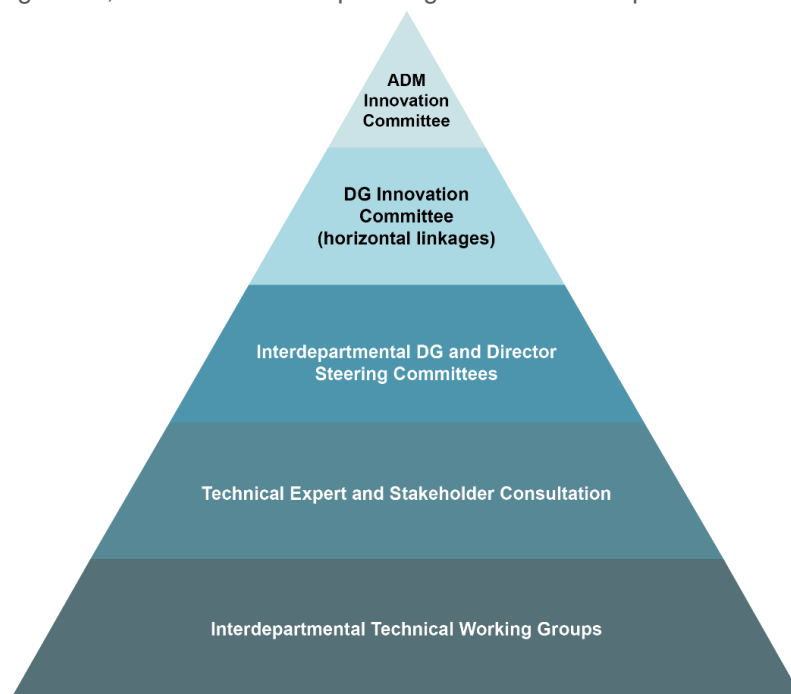 ADM
Innovation
Committee
DG Innovation
Committee
(horizontal linkages)
Interdepartmental DG and Director
Steering Committees
Technical Expert and Stakeholder Consultation
Interdepartmental Technical Working Groups